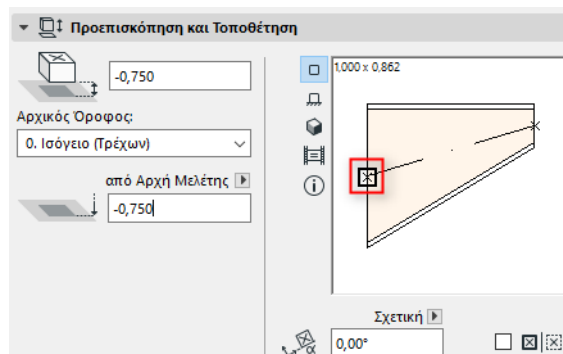 Προεπισκόπηση και Τοποθέτηση
-0,750
1,000 x 0,862
Αρχικός Όροφος:
0. Ισόγειο (Τρέχων)
από Αρχή Μελέτης
-0,750
Σχετική
α
0,00°